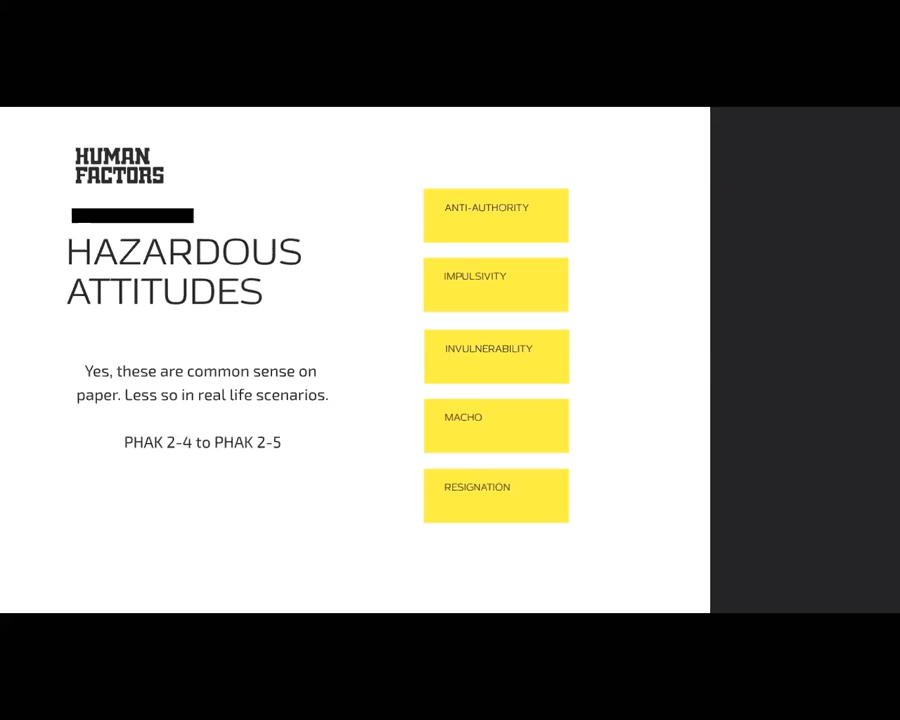 HUMAN
FACTORS
HAZARDOUS
ATTITUDES
Yes, these are common sense on
paper. Less so in real life scenarios.
PHAK 2-4 to PHAK 2-5
ANTI-AUTHORITY
IMPULSIVITY
INVULNERABILITY
MACHO
RESIGNATION